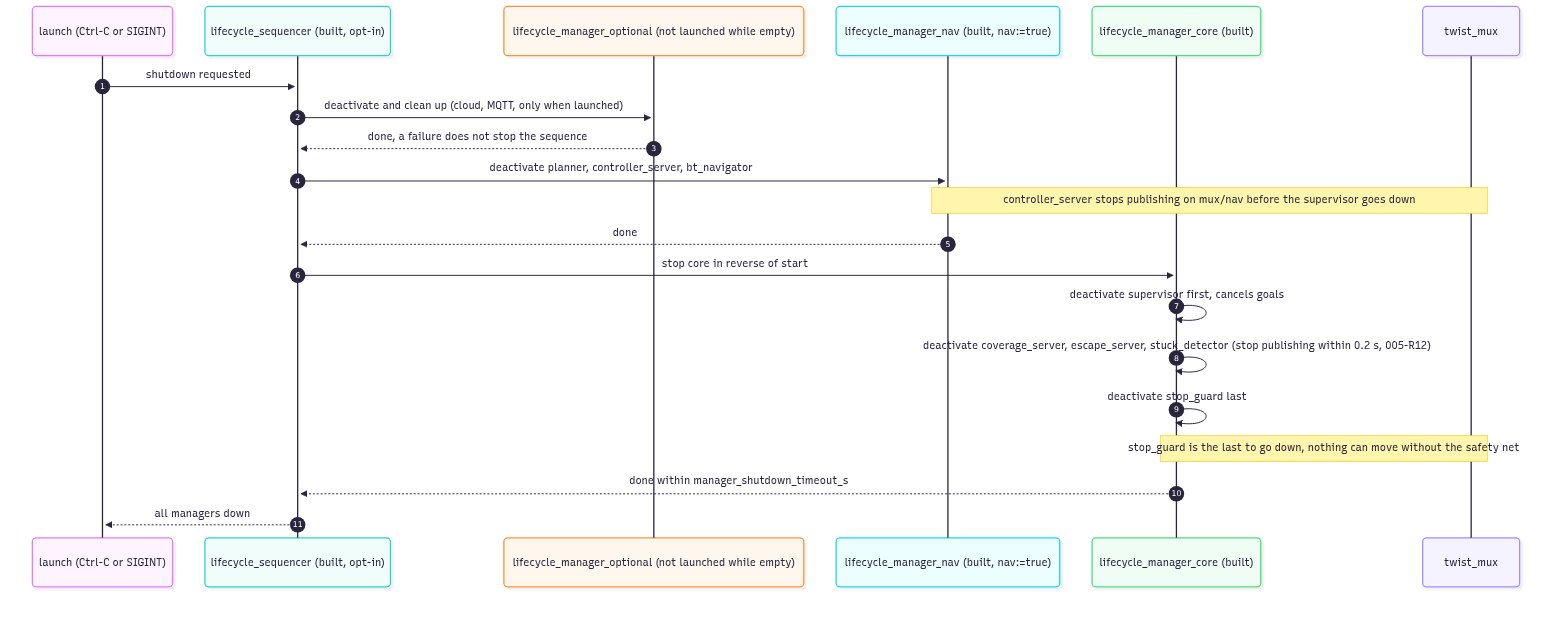 launch (Ctrl-C or SIGINT)
lifecycle_sequencer (built, opt-in)
lifecycle_manager_optional (not launched while empty)
lifecycle_manager_nav (built, nav:=true)
lifecycle_manager_core (built)
twist_mux
shutdown requested
1
deactivate and clean up (cloud, MQTT, only when launched)
2
done, a failure does not stop the sequence
3
deactivate planner, controller_server, bt_navigator
4
controller_server stops publishing on mux/nav before the supervisor goes down
done
5
stop core in reverse of start
6
deactivate supervisor first, cancels goals
7
deactivate coverage_server, escape_server, stuck_detector (stop publishing within 0.2 s, 005-R12)
8
deactivate stop_guard last
9
stop_guard is the last to go down, nothing can move without the safety net
done within manager_shutdown_timeout_s
10
all managers down
11
launch (Ctrl-C or SIGINT)
lifecycle_sequencer (built, opt-in)
lifecycle_manager_optional (not launched while empty)
lifecycle_manager_nav (built, nav:=true)
lifecycle_manager_core (built)
twist_mux